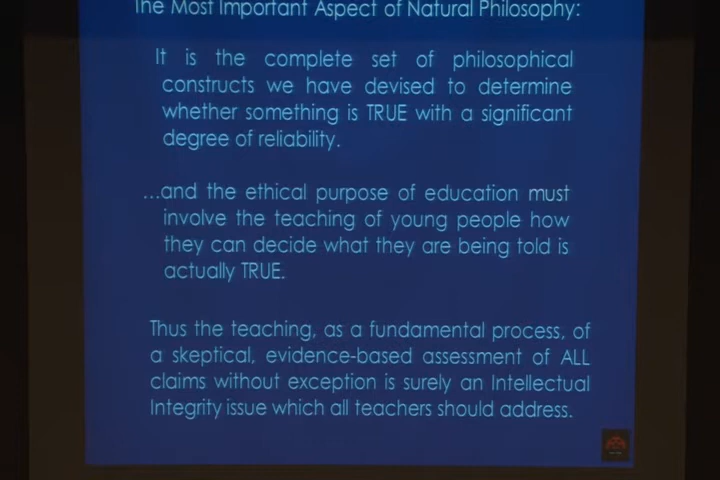 The Most Important Aspect of Natural Philosophy:
It is the complete set of philosophical
constructs we have devised to determine
whether something is TRUE with a significant
degree of reliability.
...and the ethical purpose of education must
involve the teaching of young people how
they can decide what they are being told is
actually TRUE.
Thus the teaching, as a fundamental process, of
a skeptical, evidence-based assessment of ALL
claims without exception is surely an Intellectual
Integrity issue which all teachers should address.